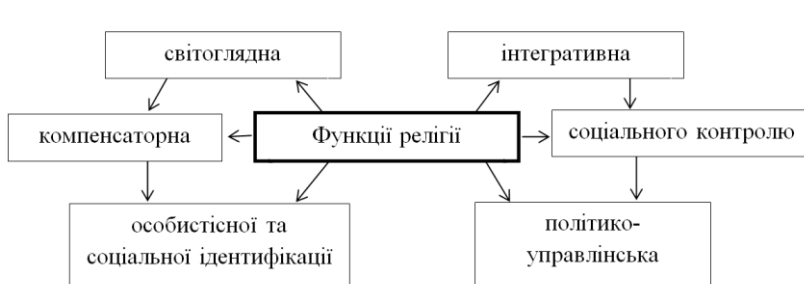 світоглядна
інтегративна
компенсаторна
Функції релігії
соціального контролю
особистісної та
соціальної ідентифікації
політико-
управлінська